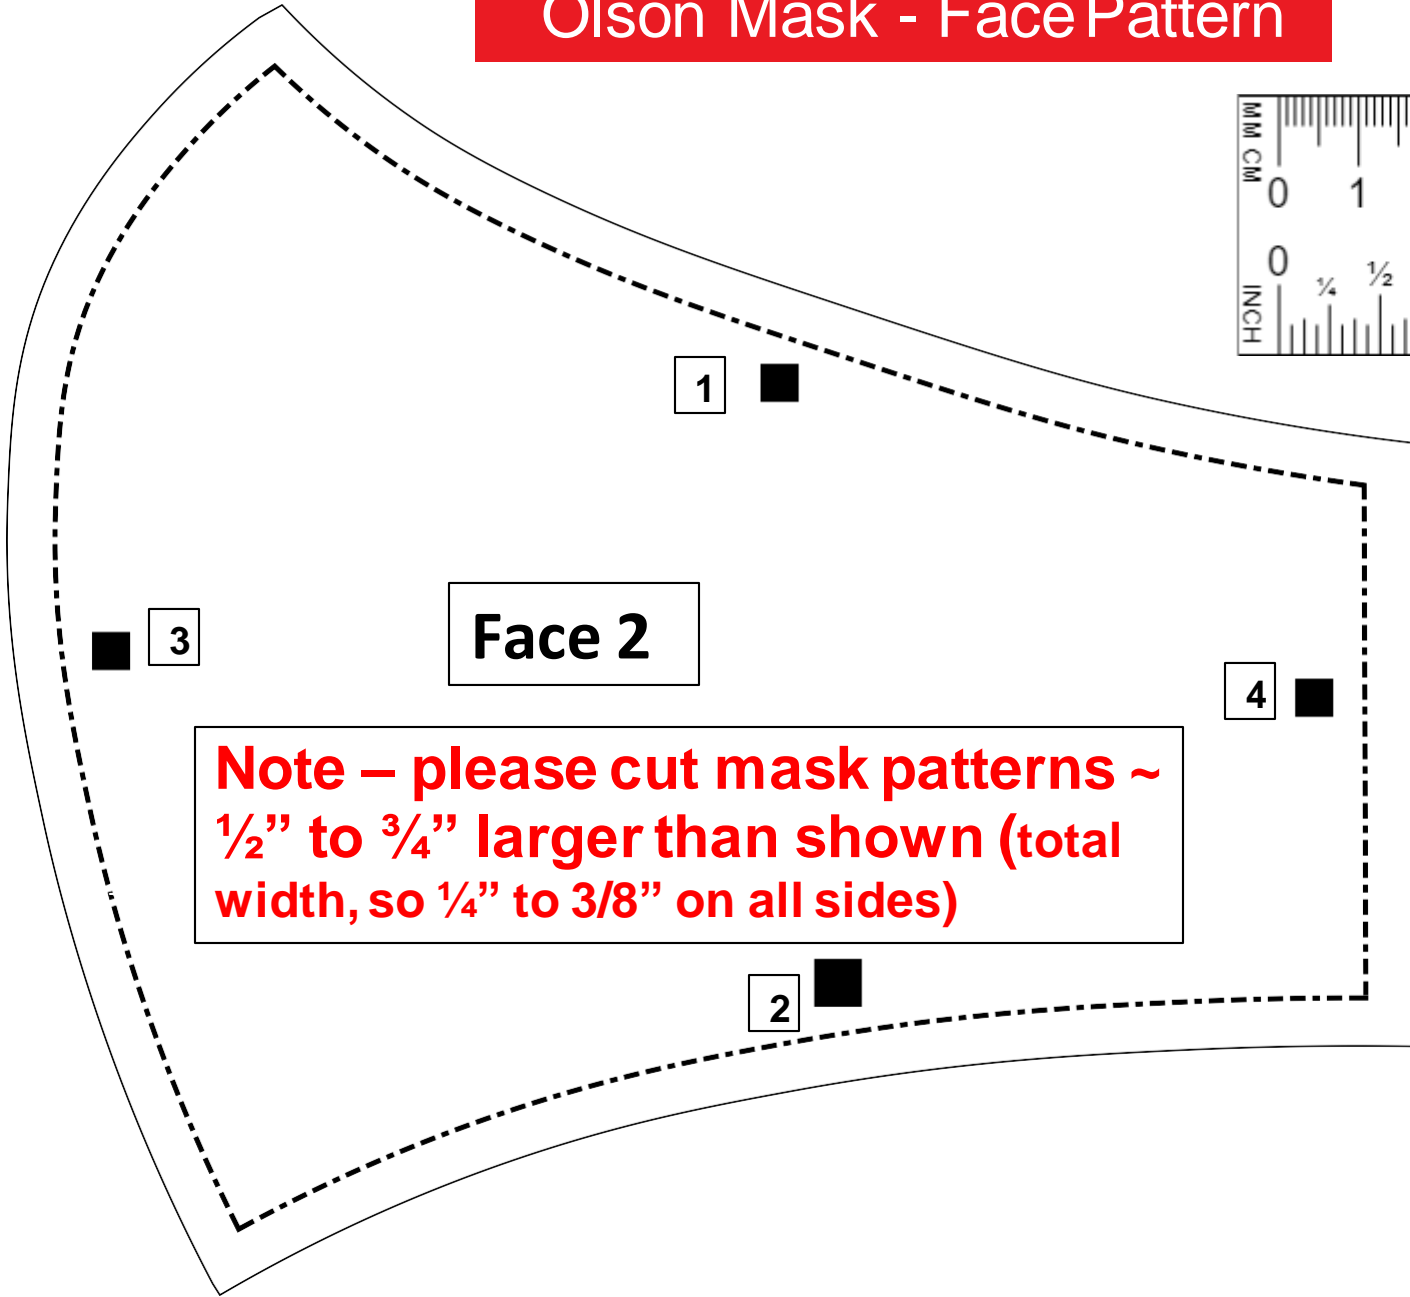 Olson Mask - Face Pattern
MM CM
0 1
0 ¼ ½
INCH
1
3
Face 2
4
Note – please cut mask patterns ~
½” to ¾” larger than shown (total
width, so ¼” to 3/8” on all sides)
2